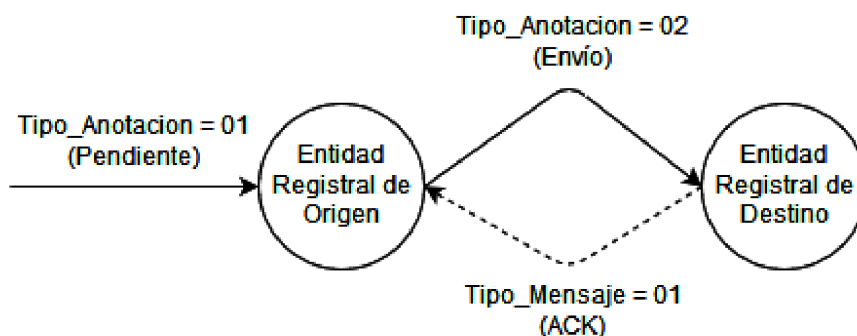 Tipo_Anotacion = 02
(Envío)
Tipo_Anotacion = 01
(Pendiente)
Entidad
Registral de
Origen
Entidad
Registral de
Destino
Tipo_Mensaje = 01
(ACK)